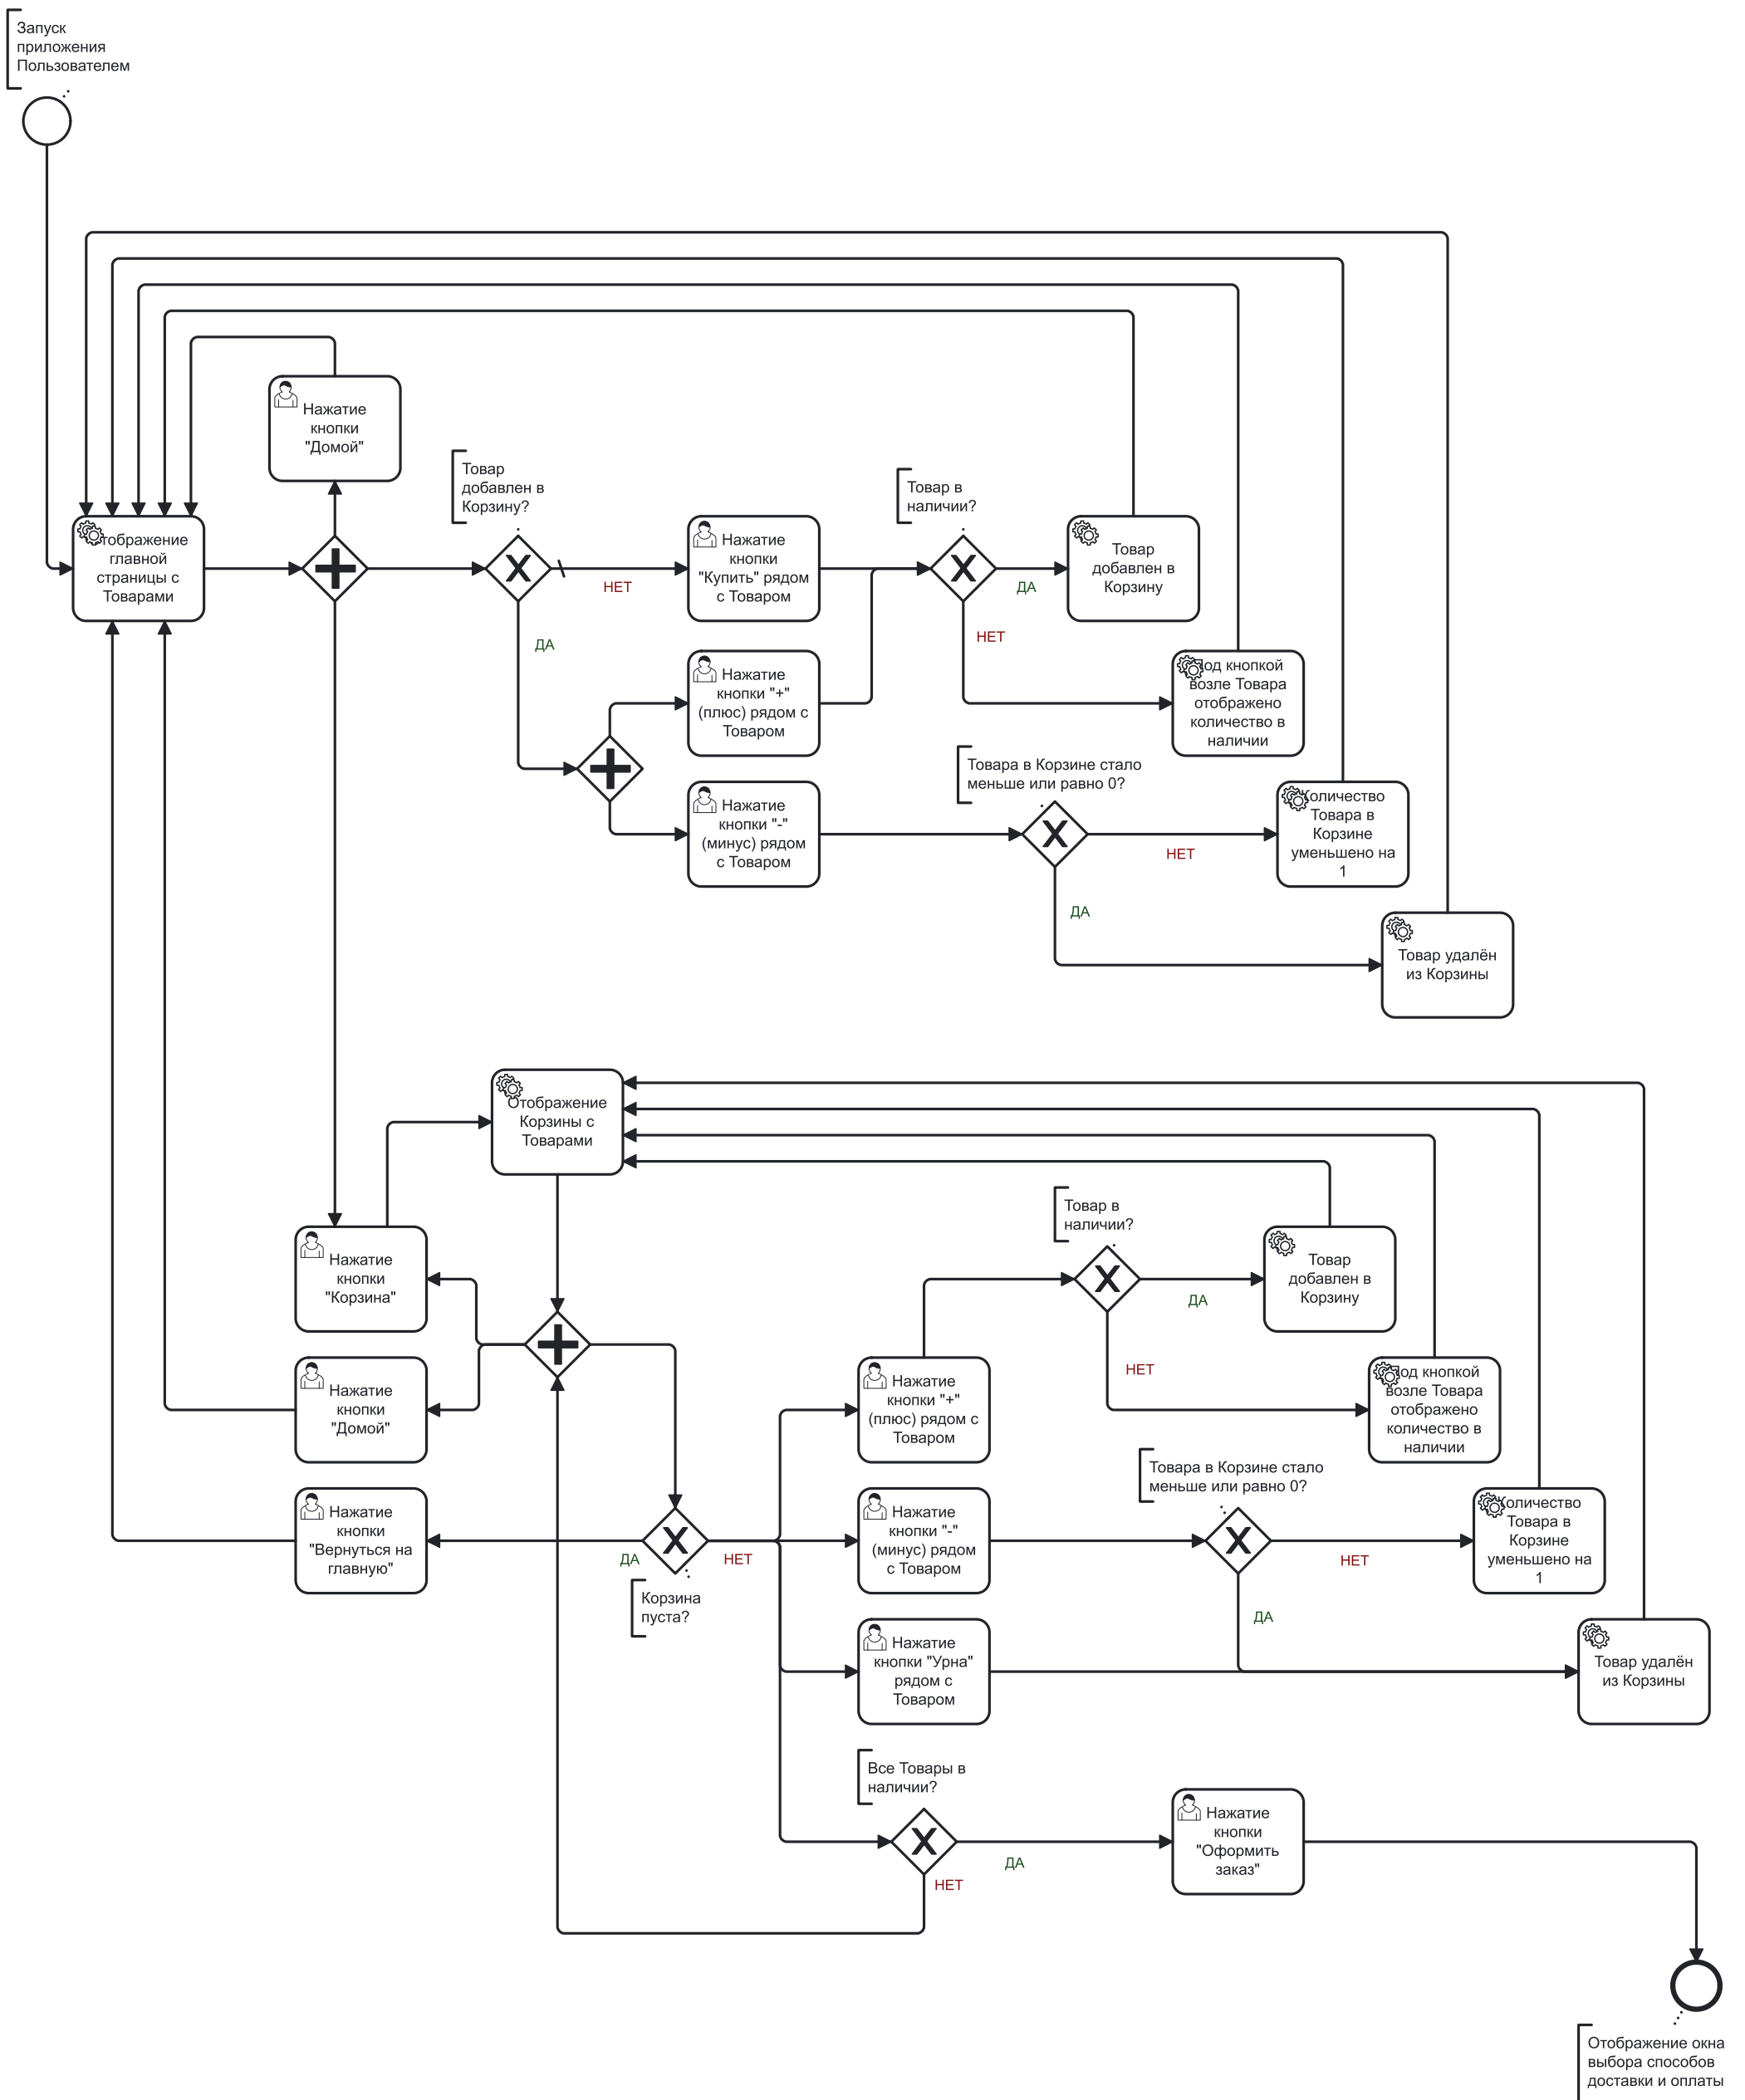 Запуск
приложения
Пользователем
Нажатие
кнопки
"Домой"
Товар
добавлен в
Корзину?
Товар в
наличии?
Отображение
главной
страницы с
Товарами
НЕТ
Нажатие
кнопки
"Купить" рядом
с Товаром
ДА
Товар
добавлен в
Корзину
ДА
НЕТ
Нажатие
кнопки "+"
(плюс) рядом с
Товаром
Под кнопкой
возле Товара
отображено
количество в
наличии
Товара в Корзине стало
меньше или равно 0?
Нажатие
кнопки "-"
(минус) рядом
с Товаром
НЕТ
Количество
Товара в
Корзине
уменьшено на
1
ДА
Товар удалён
из Корзины
Отображение
Корзины с
Товарами
Товар в
наличии?
Нажатие
кнопки
"Корзина"
ДА
Товар
добавлен в
Корзину
НЕТ
Нажатие
кнопки
"Домой"
Нажатие
кнопки "+"
(плюс) рядом с
Товаром
Под кнопкой
возле Товара
отображено
количество в
наличии
Товара в Корзине стало
меньше или равно 0?
Нажатие
кнопки
"Вернуться на
главную"
ДА
НЕТ
Корзина
пуста?
Нажатие
кнопки "-"
(минус) рядом
с Товаром
НЕТ
Количество
Товара в
Корзине
уменьшено на
1
ДА
Нажатие
кнопки "Урна"
рядом с
Товаром
Товар удалён
из Корзины
Все Товары в
наличии?
ДА
НЕТ
Нажатие
кнопки
"Оформить
заказ"
Отображение окна
выбора способов
доставки и оплаты